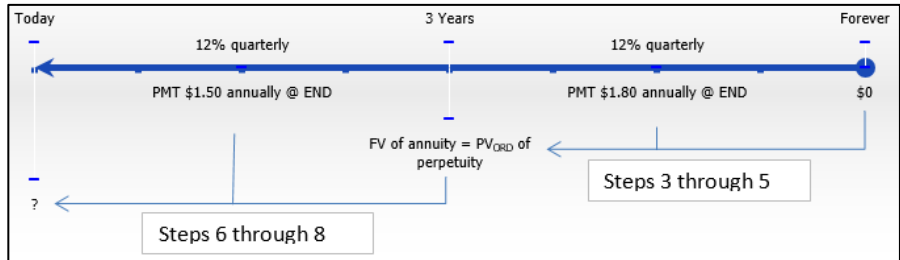 Today 3 Years Forever
12% quarterly 12% quarterly
PMT $1.50 annually @ END PMT $1.80 annually @ END $0
FV of annuity = PVORD of
perpetuity
Steps 3 through 5
?
Steps 6 through 8